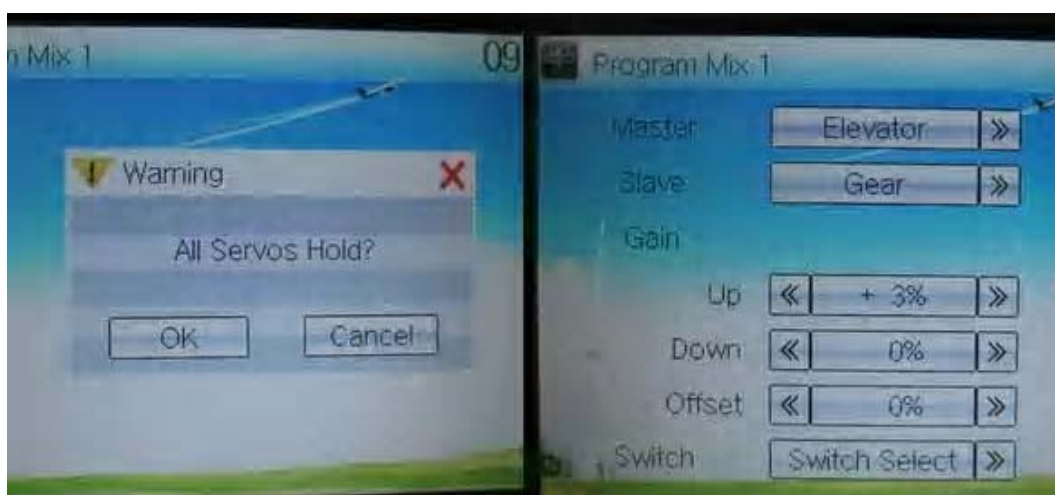 m Mix 1
09
Warning
All Servos Hold?
OK
Cancel
Program Mix 1
Master
Elevator
Slave
Gear
Gain
Up
+ 3%
Down
0%
Offset
0%
Switch
Switch Select